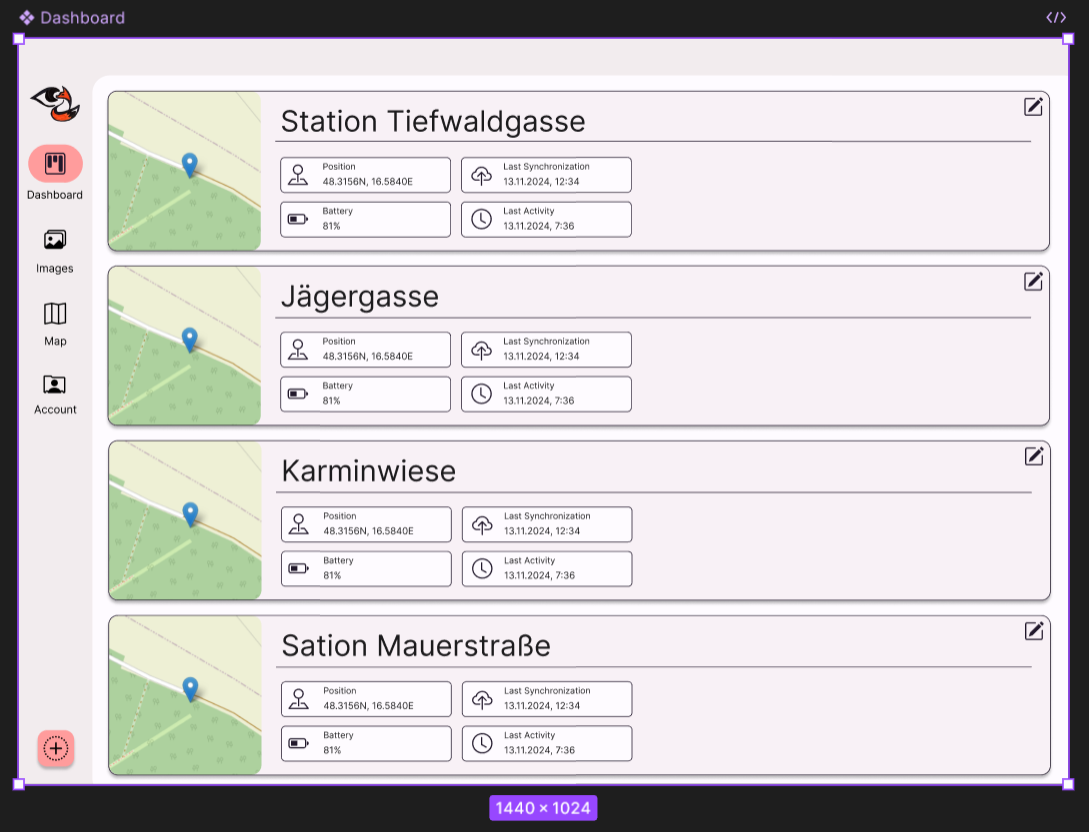 Dashboard
</>
Station Tiefwaldgasse
Position
48.3156N, 16.5840E
Last Synchronization
13.11.2024, 12:34
Battery
81%
Last Activity
13.11.2024, 7:36
Dashboard
Images
Map
Account
Jägergasse
Position
48.3156N, 16.5840E
Last Synchronization
13.11.2024, 12:34
Battery
81%
Last Activity
13.11.2024, 7:36
Karminwiese
Position
48.3156N, 16.5840E
Last Synchronization
13.11.2024, 12:34
Battery
81%
Last Activity
13.11.2024, 7:36
Sation Mauerstraße
Position
48.3156N, 16.5840E
Last Synchronization
13.11.2024, 12:34
Battery
81%
Last Activity
13.11.2024, 7:36
1440 × 1024